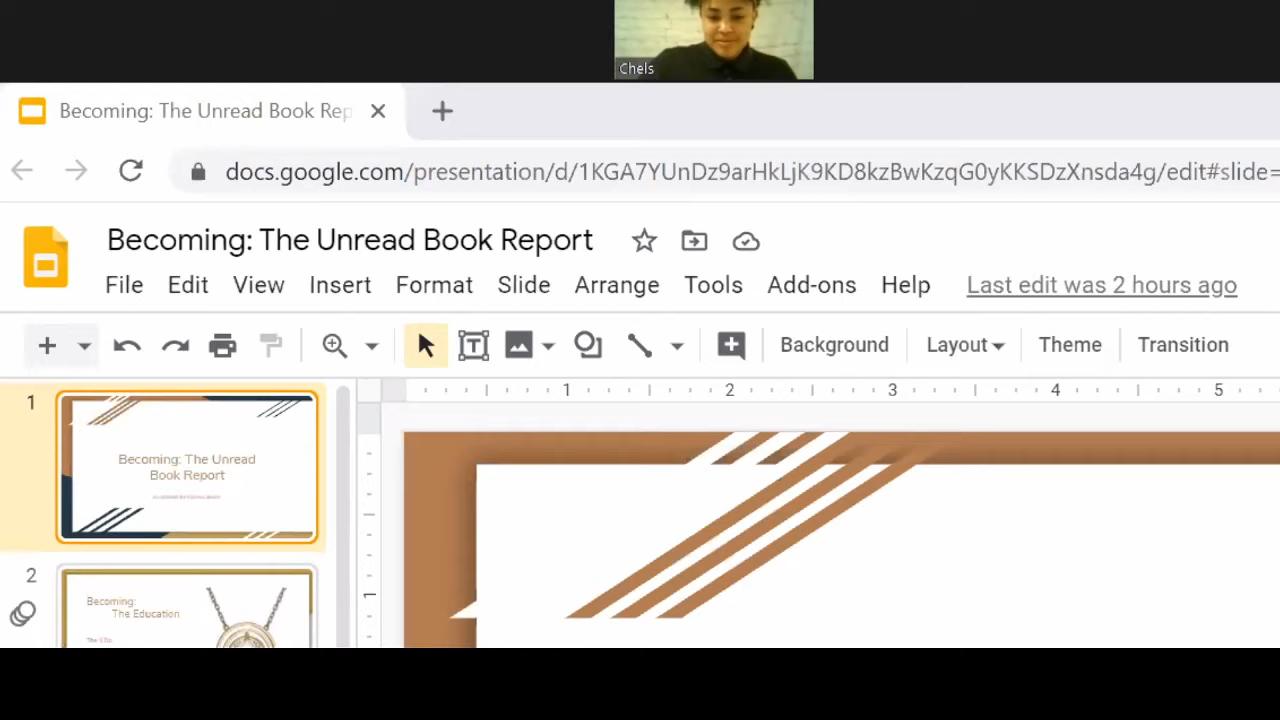 Chels
Becoming: The Unread Book Rep
docs.google.com/presentation/d/1KGA7YUnDz9arHkLjK9KD8kzBwKzqG0yKKSDzXnsda4g/edit#slide=
Becoming: The Unread Book Report
File Edit View Insert Format Slide Arrange Tools Add-ons Help Last edit was 2 hours ago
Background Layout Theme Transition
1 2 3 4 5
1
Becoming: The Unread
Book Report
2
Becoming:
The Education
1